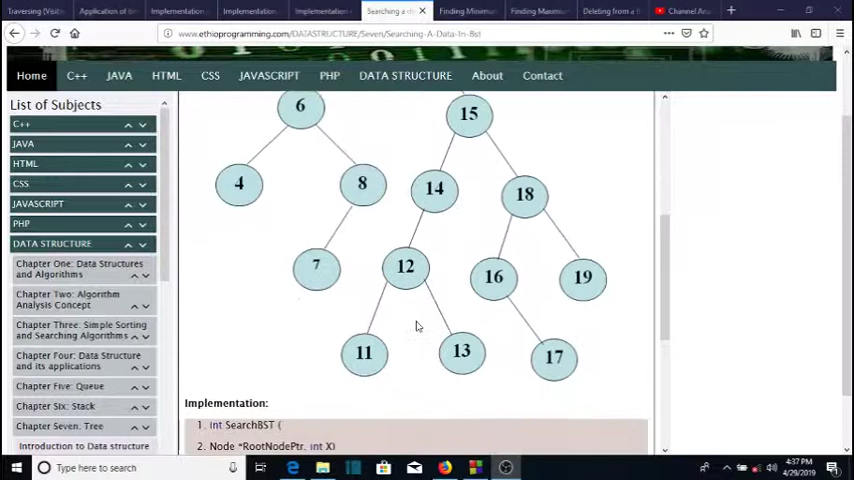 Traversing (Visiti
Application of
Implementation
Implementation
Implementation
Searching a d
Finding Minimum
Finding Maximum
Deleting from a B
Channel An
www.ethioprogramming.com/DATASTRUCTURE/Seven/Searching-A-Data-In-Bst
Home C++ JAVA HTML CSS JAVASCRIPT PHP DATA STRUCTURE About Contact
List of Subjects
C++
JAVA
HTML
CSS
JAVASCRIPT
PHP
DATA STRUCTURE
Chapter One: Data Structures
and Algorithms
Chapter Two: Algorithm
Analysis Concept
Chapter Three: Simple Sorting
and Searching Algorithms
Chapter Four: Data Structure
and its applications
Chapter Five: Queue
Chapter Six: Stack
Chapter Seven: Tree
Introduction to Data structure
6
15
4
8
14
18
7
12
16
19
11
13
17
Implementation:
1. int SearchBST (
2. Node *RootNodePtr, int X)
Type here to search
4:37 PM
4/29/2019